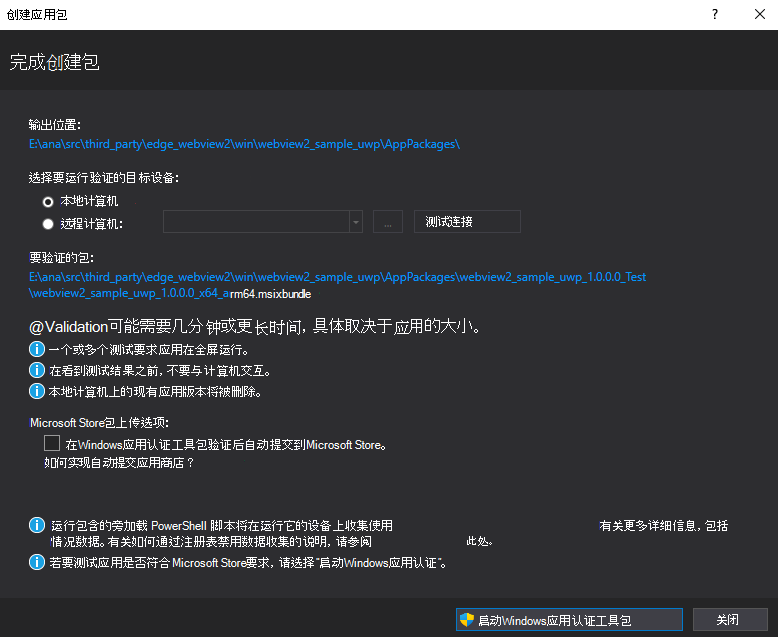 创建应用包
?
完成创建包
输出位置:
E:\ana\src\third_party\edge_webview2\win\webview2_sample_uwp\AppPackages\
选择要运行验证的目标设备:
本地计算机
远程计算机: ... 测试连接
要验证的包:
E:\ana\src\third_party\edge_webview2\win\webview2_sample_uwp\AppPackages\webview2_sample_uwp_1.0.0.0_Test
\webview2_sample_uwp_1.0.0.0_x64_arm64.msixbundle
@Validation可能需要几分钟或更长时间, 具体取决于应用的大小。
一个或多个测试要求应用在全屏运行。
在看到测试结果之前, 不要与计算机交互。
本地计算机上的现有应用版本将被删除。
Microsoft Store包上传选项:
在Windows应用认证工具包验证后自动提交到Microsoft Store。
如何实现自动提交应用商店？
运行包含的旁加载 PowerShell 脚本将在运行它的设备上收集使用 有关更多详细信息, 包括
情况数据。有关如何通过注册表禁用数据收集的说明, 请参阅 此处。
若要测试应用是否符合 Microsoft Store要求, 请选择"启动Windows应用认证"。
启动Windows应用认证工具包 关闭